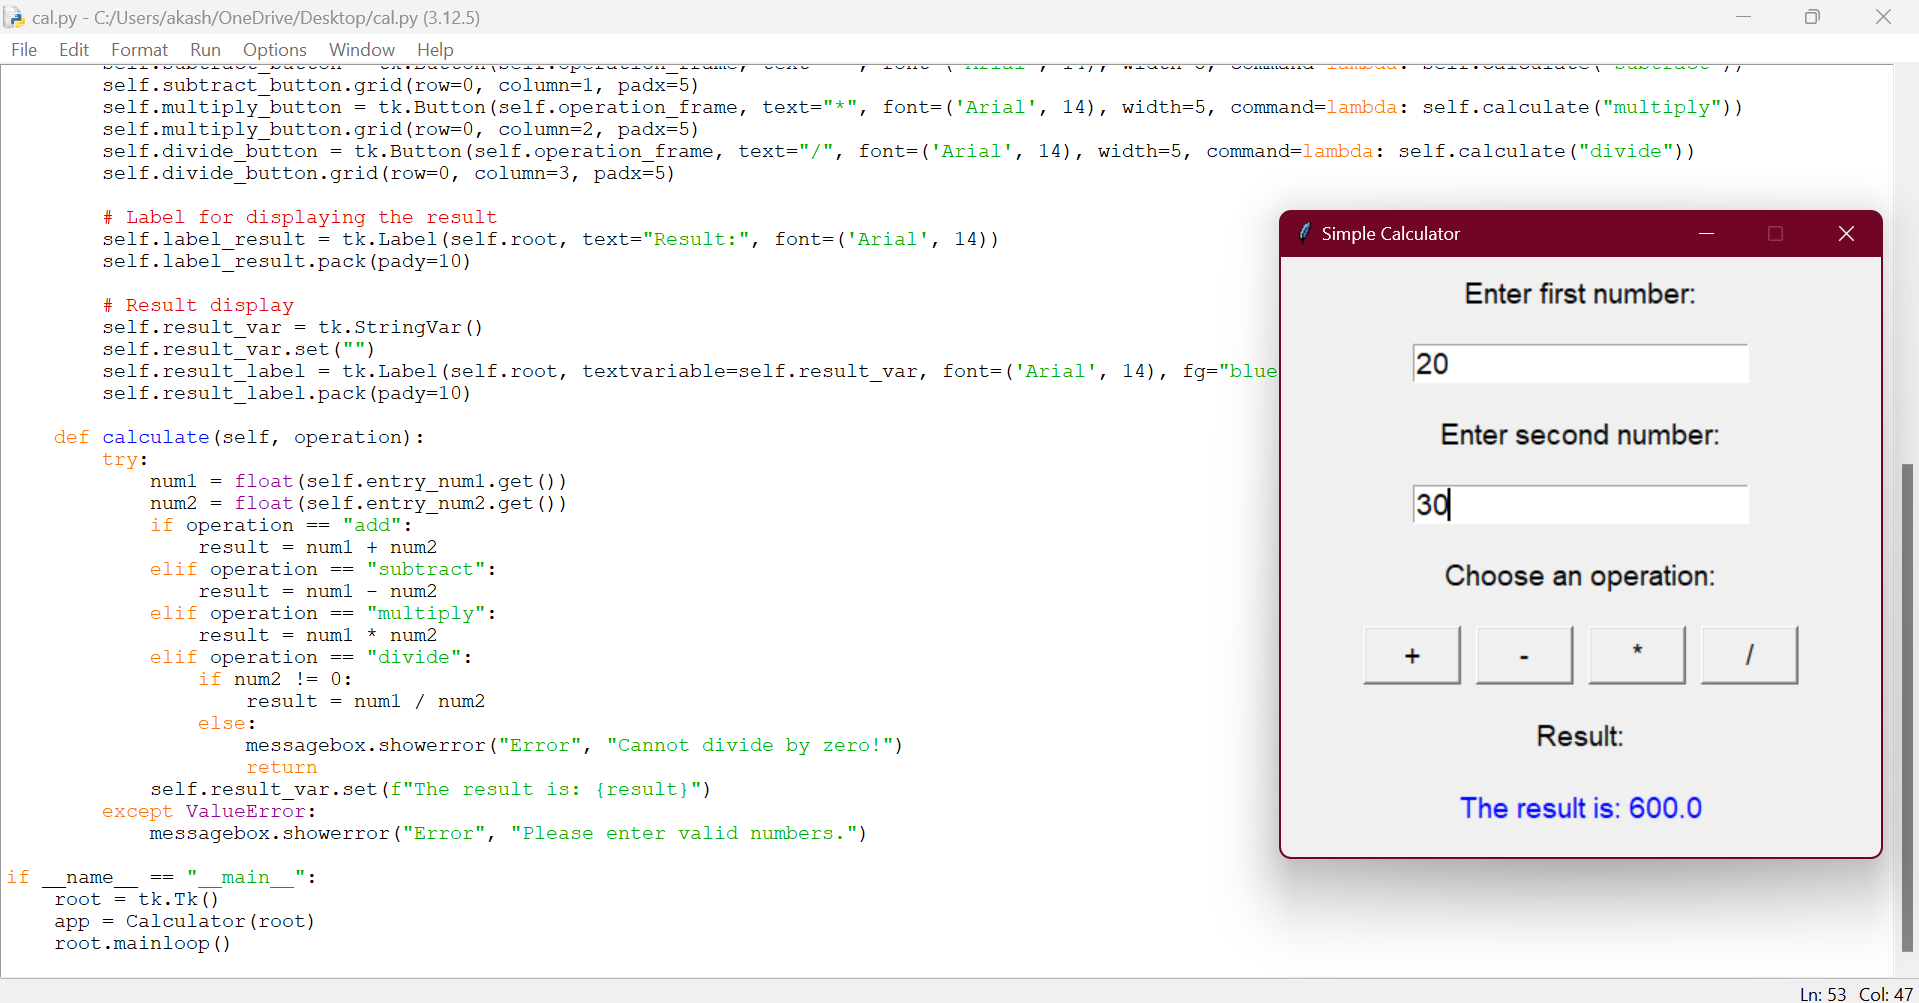 cal.py - C:/Users/akash/OneDrive/Desktop/cal.py (3.12.5)
File Edit Format Run Options Window Help
        self.subtract_button.grid(row=0, column=1, padx=5)
        self.multiply_button = tk.Button(self.operation_frame, text="*", font=('Arial', 14), width=5, command=lambda: self.calculate("multiply"))
        self.multiply_button.grid(row=0, column=2, padx=5)
        self.divide_button = tk.Button(self.operation_frame, text="/", font=('Arial', 14), width=5, command=lambda: self.calculate("divide"))
        self.divide_button.grid(row=0, column=3, padx=5)

        # Label for displaying the result
        self.label_result = tk.Label(self.root, text="Result:", font=('Arial', 14))
        self.label_result.pack(pady=10)

        # Result display
        self.result_var = tk.StringVar()
        self.result_var.set("")
        self.result_label = tk.Label(self.root, textvariable=self.result_var, font=('Arial', 14), fg="blue
        self.result_label.pack(pady=10)

    def calculate(self, operation):
        try:
            num1 = float(self.entry_num1.get())
            num2 = float(self.entry_num2.get())
            if operation == "add":
                result = num1 + num2
            elif operation == "subtract":
                result = num1 - num2
            elif operation == "multiply":
                result = num1 * num2
            elif operation == "divide":
                if num2 != 0:
                    result = num1 / num2
                else:
                    messagebox.showerror("Error", "Cannot divide by zero!")
                    return
            self.result_var.set(f"The result is: {result}")
        except ValueError:
            messagebox.showerror("Error", "Please enter valid numbers.")

if __name__ == "__main__":
    root = tk.Tk()
    app = Calculator(root)
    root.mainloop()
Simple Calculator
Enter first number:
20
Enter second number:
30
Choose an operation:
+ - * /
Result:
The result is: 600.0
Ln: 53 Col: 47